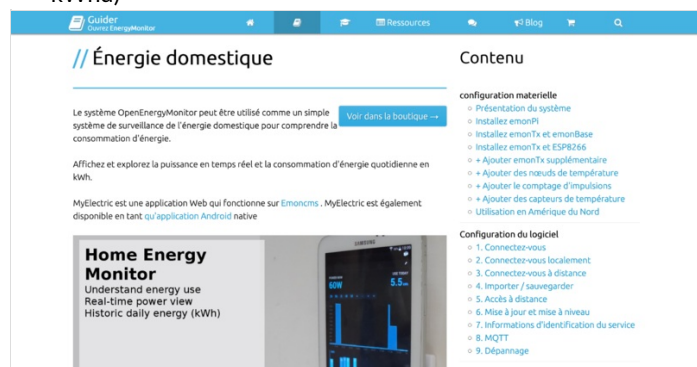 Guider
Ouvrez EnergyMonitor
Ressources
Blog
// Énergie domestique
Le système OpenEnergyMonitor peut être utilisé comme un simple
système de surveillance de l'énergie domestique pour comprendre la
consommation d'énergie.
Voir dans la boutique →
Affichez et explorez la puissance en temps réel et la consommation d'énergie quotidienne en
kWh.
MyElectric est une application Web qui fonctionne sur Emoncms . MyElectric est également
disponible en tant qu'application Android native
Home Energy
Monitor
Understand energy use
Real-time power view
Historic daily energy (kWh)
SAMSUNG
60W
5.5
Contenu
configuration materielle
Présentation du système
Installez emonPi
Installez emonTx et emonBase
Installez emonTx et ESP8266
+ Ajouter emonTx supplémentaire
+ Ajouter des nœuds de température
+ Ajouter le comptage d'impulsions
+ Ajouter des capteurs de température
Utilisation en Amérique du Nord
Configuration du logiciel
1. Connectez-vous
2. Connectez-vous localement
3. Connectez-vous à distance
4. Importer / sauvegarder
5. Accès à distance
6. Mise à jour et mise à niveau
7. Informations d'identification du service
8. MQTT
9. Dépannage